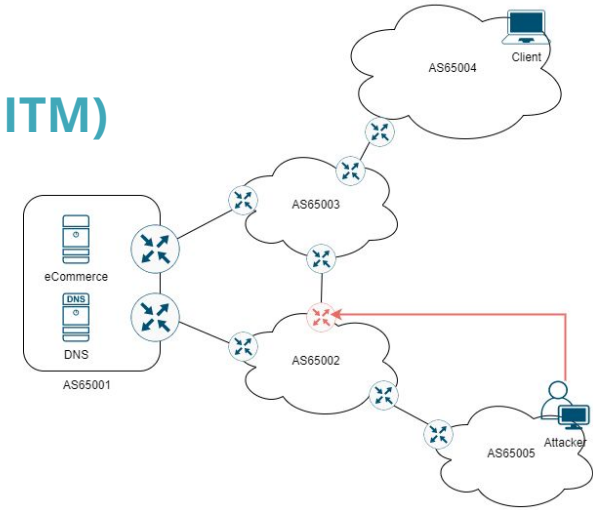 ITM)
AS65004
Client
AS65003
eCommerce
DNS
DNS
AS65001
AS65002
AS65005
Attacker